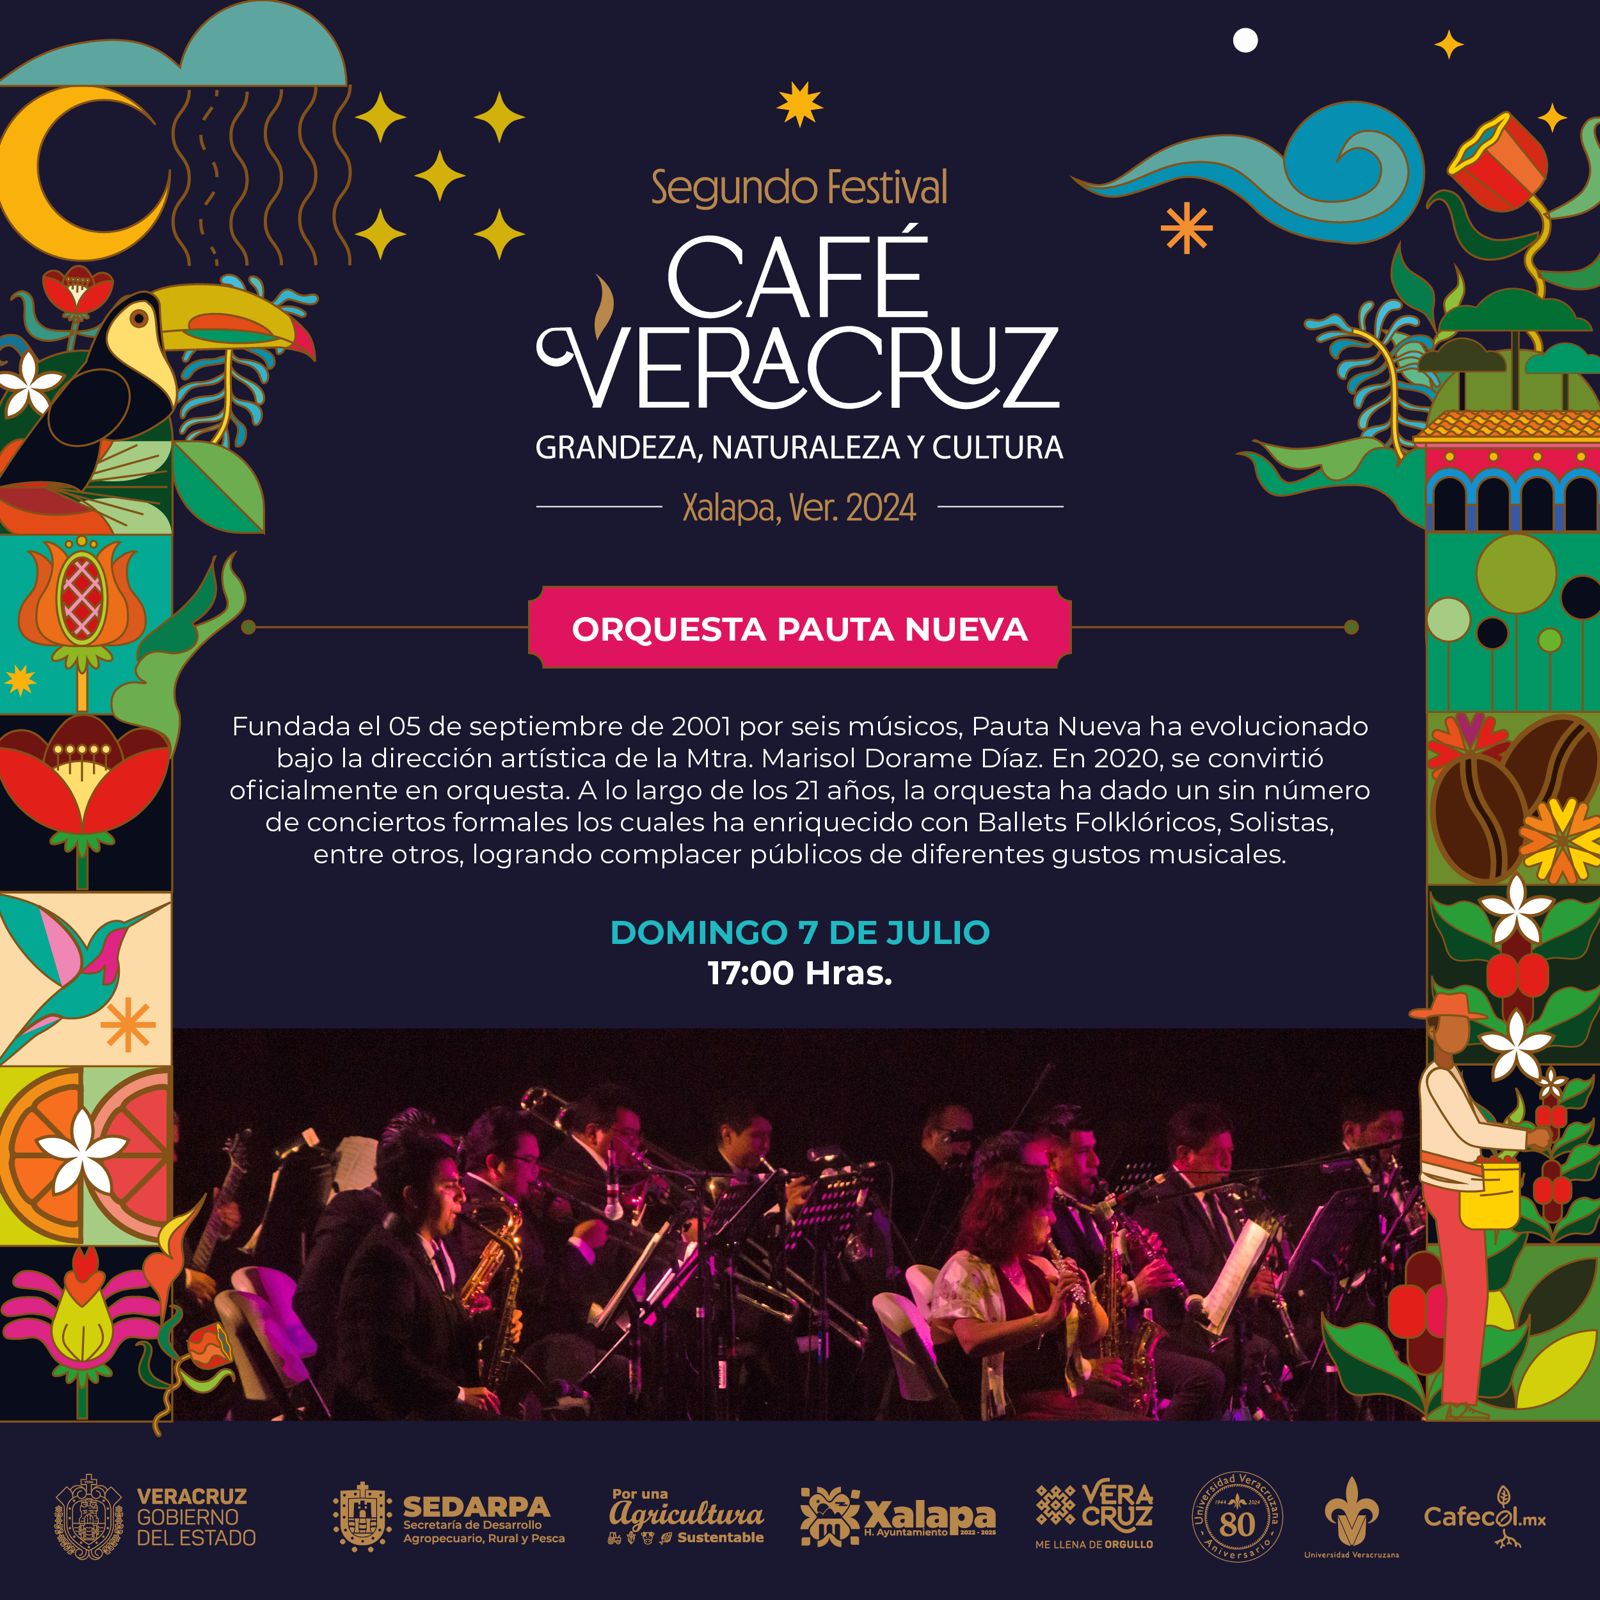 Segundo Festival
CAFÉ
VERACRUZ
GRANDEZA, NATURALEZA Y CULTURA
Xalapa, Ver. 2024
ORQUESTA PAUTA NUEVA
Fundada el 05 de septiembre de 2001 por seis músicos, Pauta Nueva ha evolucionado
bajo la dirección artística de la Mtra. Marisol Dorame Díaz. En 2020, se convirtió
oficialmente en orquesta. A lo largo de los 21 años, la orquesta ha dado un sin número
de conciertos formales los cuales ha enriquecido con Ballets Folklóricos, Solistas,
entre otros, logrando complacer públicos de diferentes gustos musicales.
DOMINGO 7 DE JULIO
17:00 Hras.
VERACRUZ
GOBIERNO
DEL ESTADO
SEDARPA
Secretaría de Desarrollo
Agropecuario, Rural y Pesca
Por una
Agricultura
Sustentable
Xalapa
H. Ayuntamiento 2022 - 2025
VERA
CRUZ
ME LLENA DE ORGULLO
Universidad Veracruzana
1944 2024
80
Aniversario
Universidad Veracruzana
Cafecol.mx